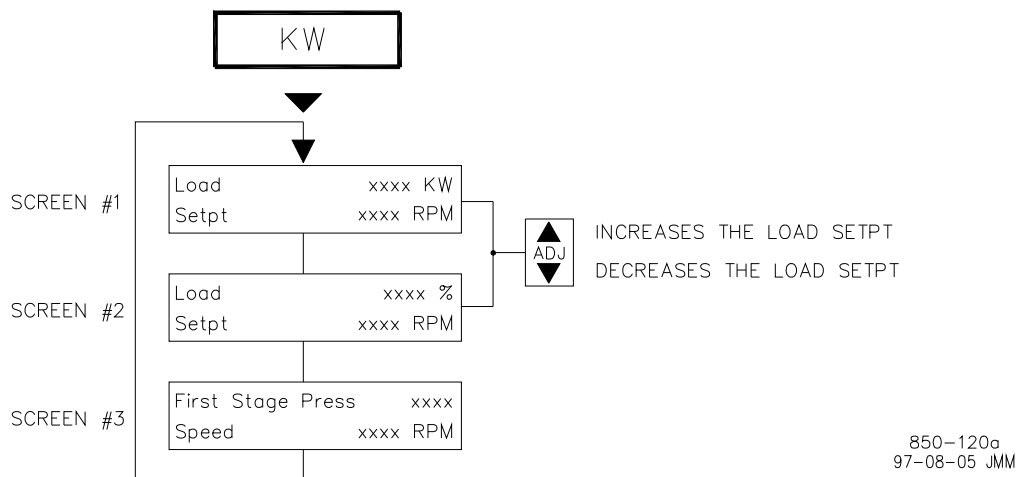 KW
SCREEN #1
Load xxxx KW
Setpt xxxx RPM
ADJ
INCREASES THE LOAD SETPT
DECREASES THE LOAD SETPT
SCREEN #2
Load xxxx %
Setpt xxxx RPM
SCREEN #3
First Stage Press xxxx
Speed xxxx RPM
850-120a
97-08-05 JMM